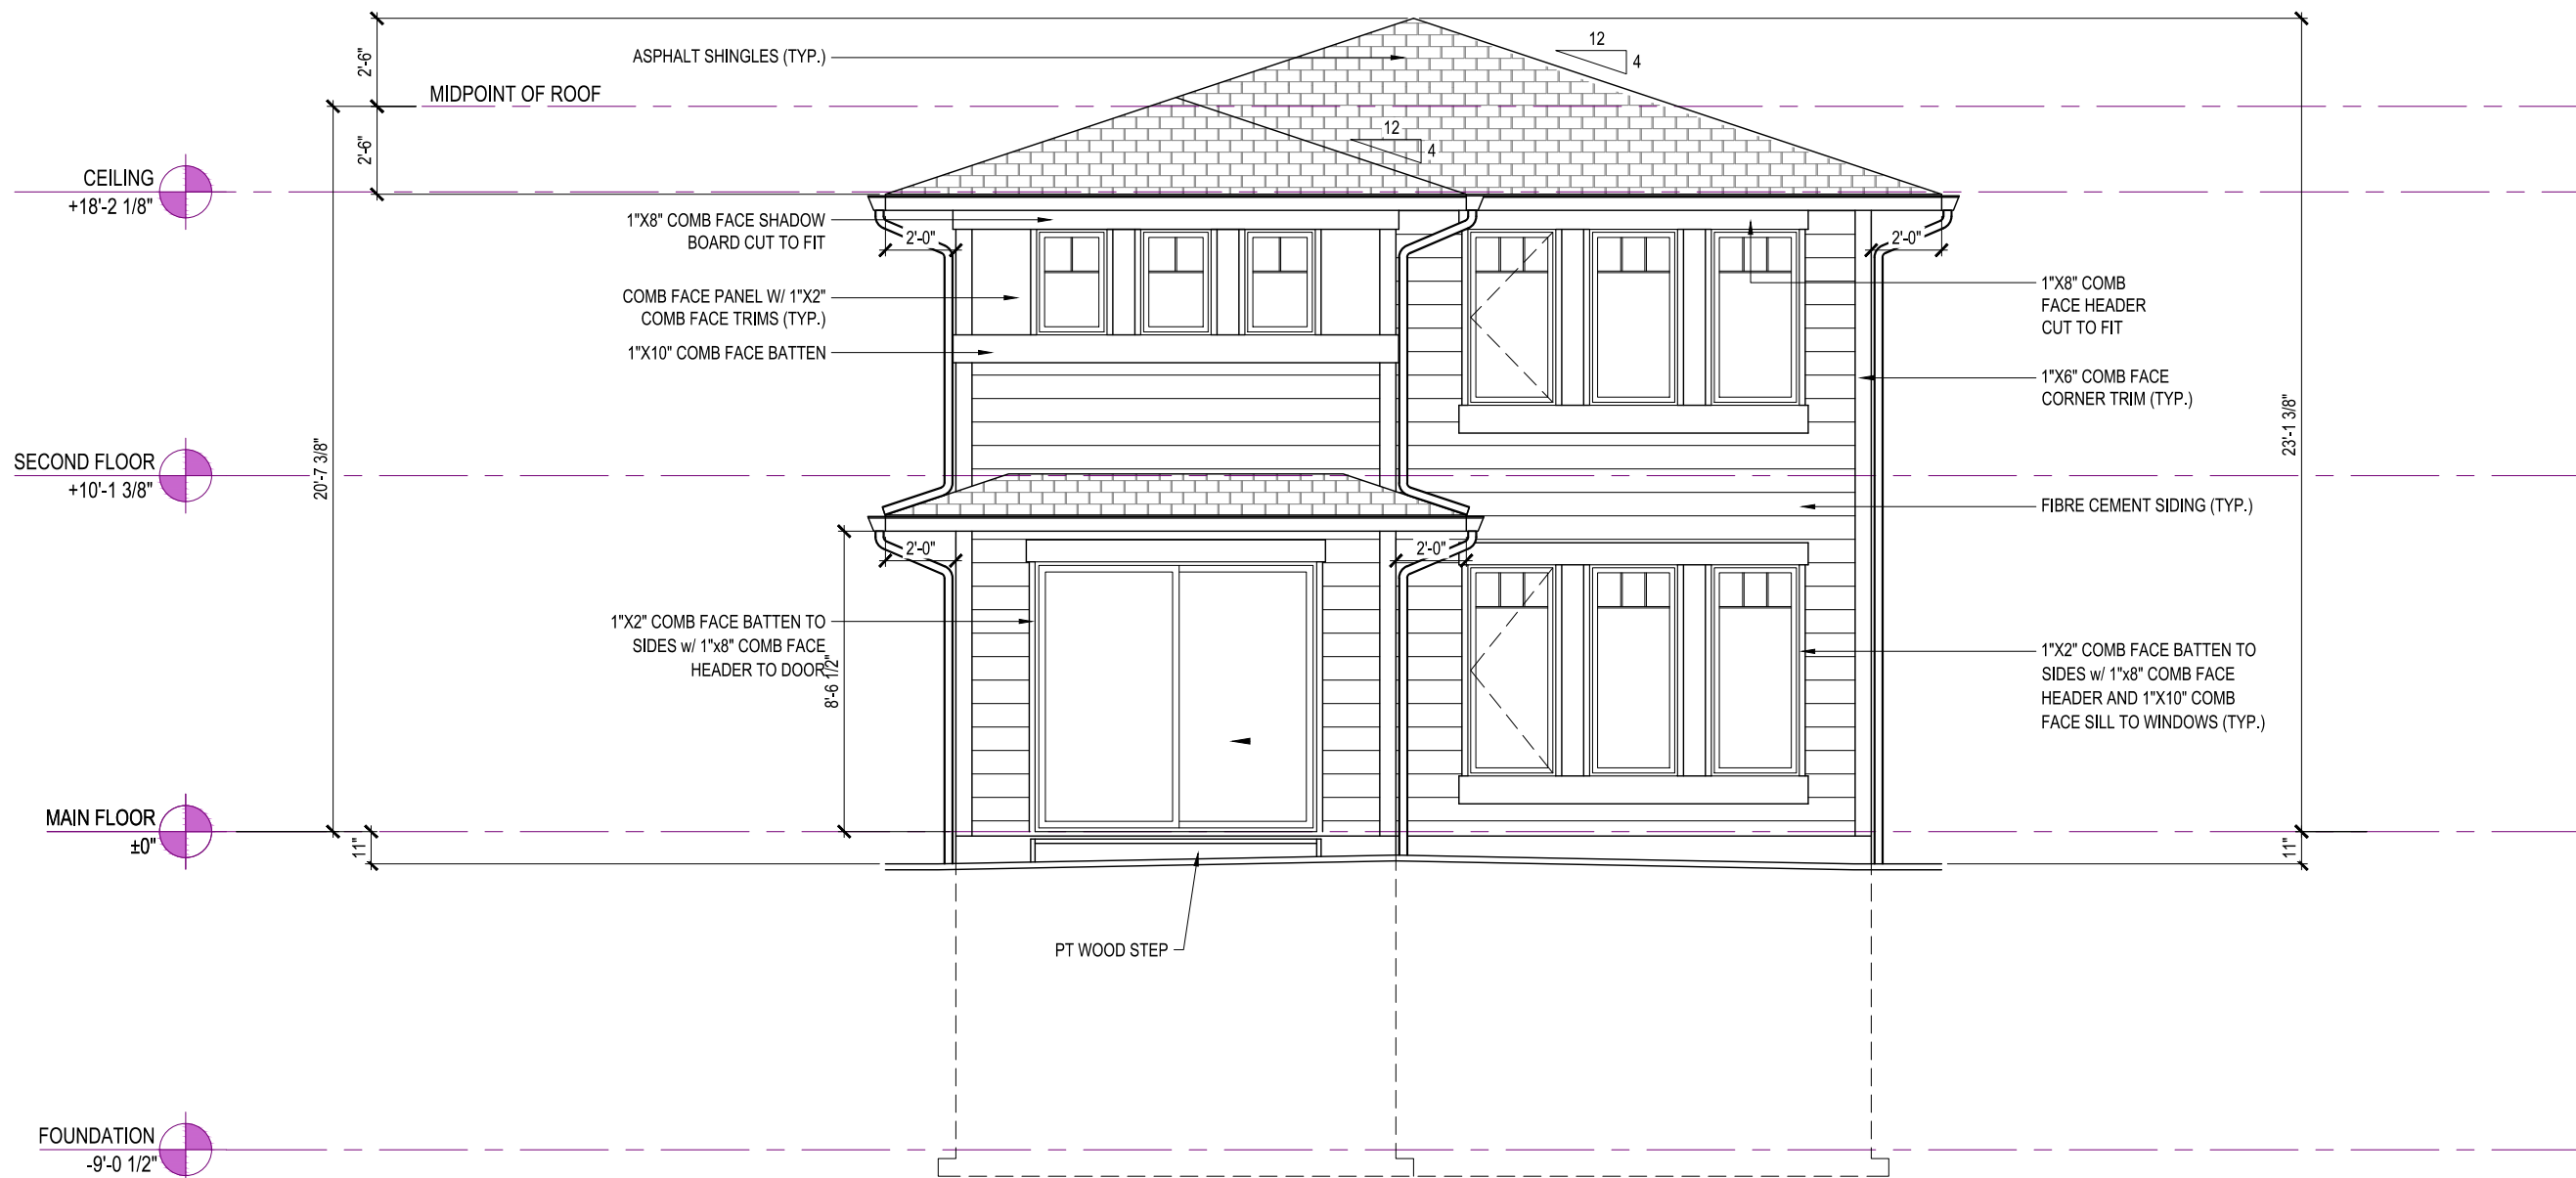 2'-6"
ASPHALT SHINGLES (TYP.)
12
4
MIDPOINT OF ROOF
2'-6"
12
4
CEILING
+18'-2 1/8"
1"X8" COMB FACE SHADOW
BOARD CUT TO FIT
2'-0"
2'-0"
COMB FACE PANEL W/ 1"X2"
COMB FACE TRIMS (TYP.)
1"X10" COMB FACE BATTEN
1"X8" COMB
FACE HEADER
CUT TO FIT
1"X6" COMB FACE
CORNER TRIM (TYP.)
20'-7 3/8"
23'-1 3/8"
SECOND FLOOR
+10'-1 3/8"
FIBRE CEMENT SIDING (TYP.)
2'-0"
2'-0"
1"X2" COMB FACE BATTEN TO
SIDES w/ 1"x8" COMB FACE
HEADER TO DOOR
8'-6 1/2"
1"X2" COMB FACE BATTEN TO
SIDES w/ 1"x8" COMB FACE
HEADER AND 1"X10" COMB
FACE SILL TO WINDOWS (TYP.)
MAIN FLOOR
±0"
11"
11"
PT WOOD STEP
FOUNDATION
-9'-0 1/2"